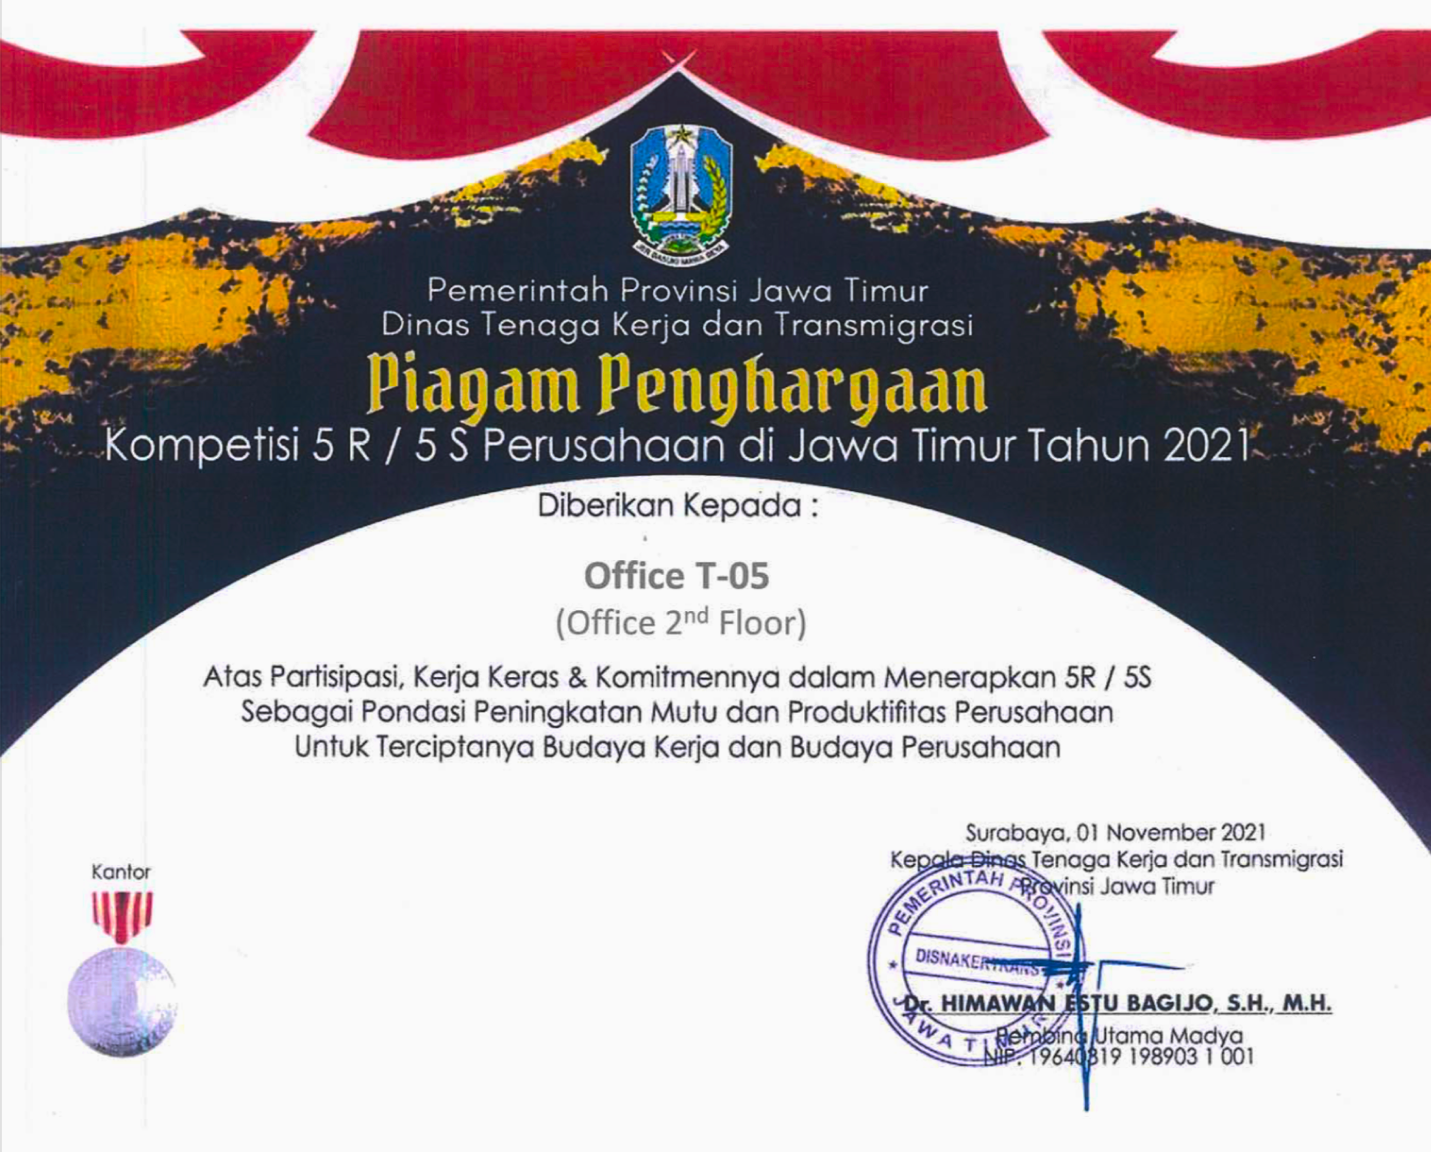 JER BASUKI MAWA BEYA
Pemerintah Provinsi Jawa Timur
Dinas Tenaga Kerja dan Transmigrasi
Piagam Penghargaan
Kompetisi 5 R / 5 S Perusahaan di Jawa Timur Tahun 2021
Diberikan Kepada :
Office T-05
(Office 2nd Floor)
Atas Partisipasi, Kerja Keras & Komitmennya dalam Menerapkan 5R / 5S
Sebagai Pondasi Peningkatan Mutu dan Produktifitas Perusahaan
Untuk Terciptanya Budaya Kerja dan Budaya Perusahaan
Surabaya, 01 November 2021
Kepala Dinas Tenaga Kerja dan Transmigrasi
Provinsi Jawa Timur
Kantor
PEMERINTAH PROVINSI
DISNAKERTRANS
JAWA TIMUR
Dr. HIMAWAN ESTU BAGIJO, S.H., M.H.
Pembina Utama Madya
NIP. 19640319 198903 1 001